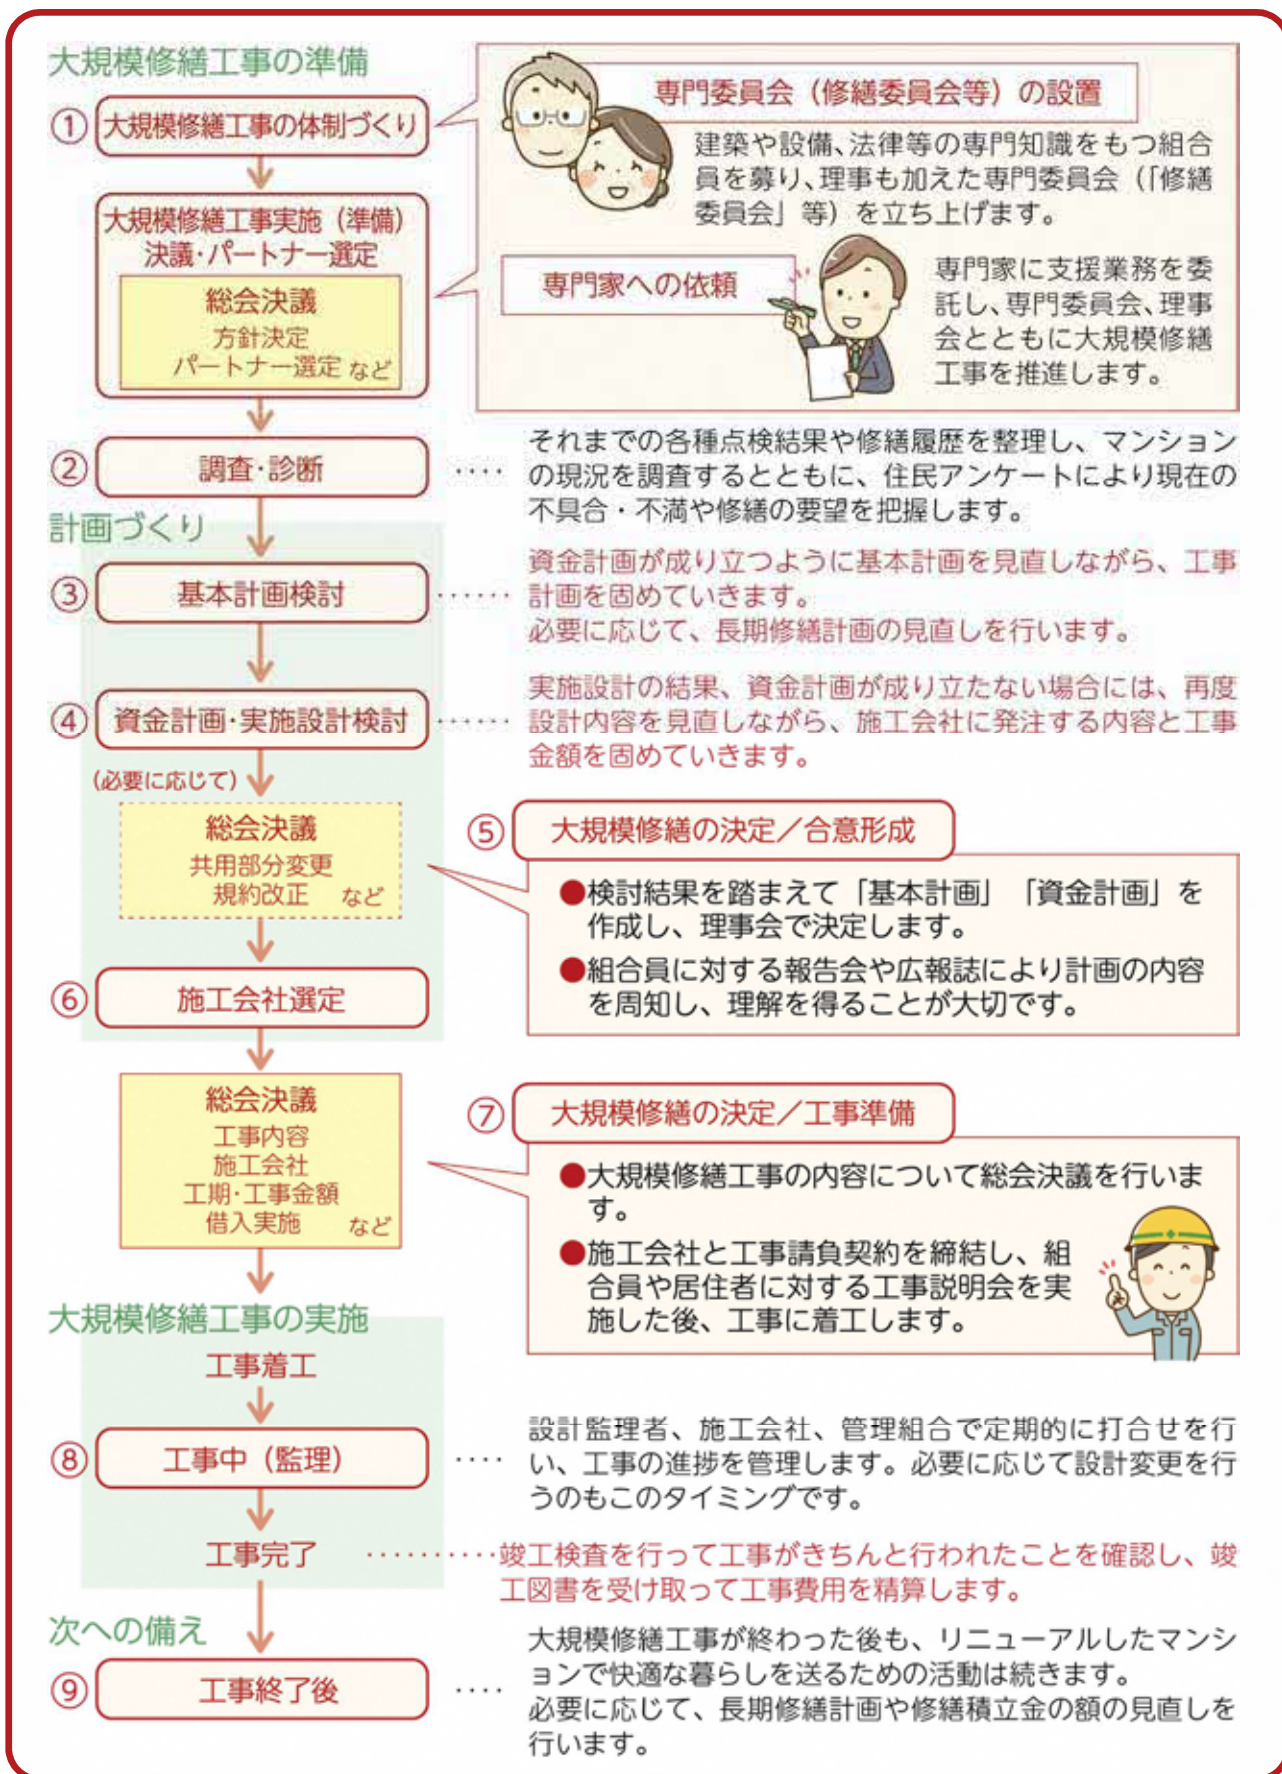 大規模修繕工事の準備
① 大規模修繕工事の体制づくり
専門委員会（修繕委員会等）の設置
建築や設備、法律等の専門知識をもつ組合
員を募り、理事も加えた専門委員会（「修繕
委員会」等）を立ち上げます。
大規模修繕工事実施（準備）
決議・パートナー選定
総会決議
方針決定
パートナー選定 など
専門家への依頼
専門家に支援業務を委
託し、専門委員会、理事
会とともに大規模修繕
工事を推進します。
② 調査・診断
‥‥ それまでの各種点検結果や修繕履歴を整理し、マンション
の現況を調査するとともに、住民アンケートにより現在の
不具合・不満や修繕の要望を把握します。
計画づくり
③ 基本計画検討
‥‥‥ 資金計画が成り立つように基本計画を見直しながら、工事
計画を固めていきます。
必要に応じて、長期修繕計画の見直しを行います。
④ 資金計画・実施設計検討
‥‥‥ 実施設計の結果、資金計画が成り立たない場合には、再度
設計内容を見直しながら、施工会社に発注する内容と工事
金額を固めていきます。
（必要に応じて）
総会決議
共用部分変更
規約改正 など
⑤ 大規模修繕の決定／合意形成
●検討結果を踏まえて「基本計画」「資金計画」を
作成し、理事会で決定します。
●組合員に対する報告会や広報誌により計画の内容
を周知し、理解を得ることが大切です。
⑥ 施工会社選定
総会決議
工事内容
施工会社
工期・工事金額
借入実施 など
⑦ 大規模修繕の決定／工事準備
●大規模修繕工事の内容について総会決議を行いま
す。
●施工会社と工事請負契約を締結し、組
合員や居住者に対する工事説明会を実
施した後、工事に着工します。
大規模修繕工事の実施
工事着工
⑧ 工事中（監理）
‥‥ 設計監理者、施工会社、管理組合で定期的に打合せを行
い、工事の進捗を管理します。必要に応じて設計変更を行
うのもこのタイミングです。
工事完了
‥‥‥‥‥竣工検査を行って工事がきちんと行われたことを確認し、竣
工図書を受け取って工事費用を精算します。
次への備え
⑨ 工事終了後
‥‥ 大規模修繕工事が終わった後も、リニューアルしたマンシ
ョンで快適な暮らしを送るための活動は続きます。
必要に応じて、長期修繕計画や修繕積立金の額の見直しを
行います。